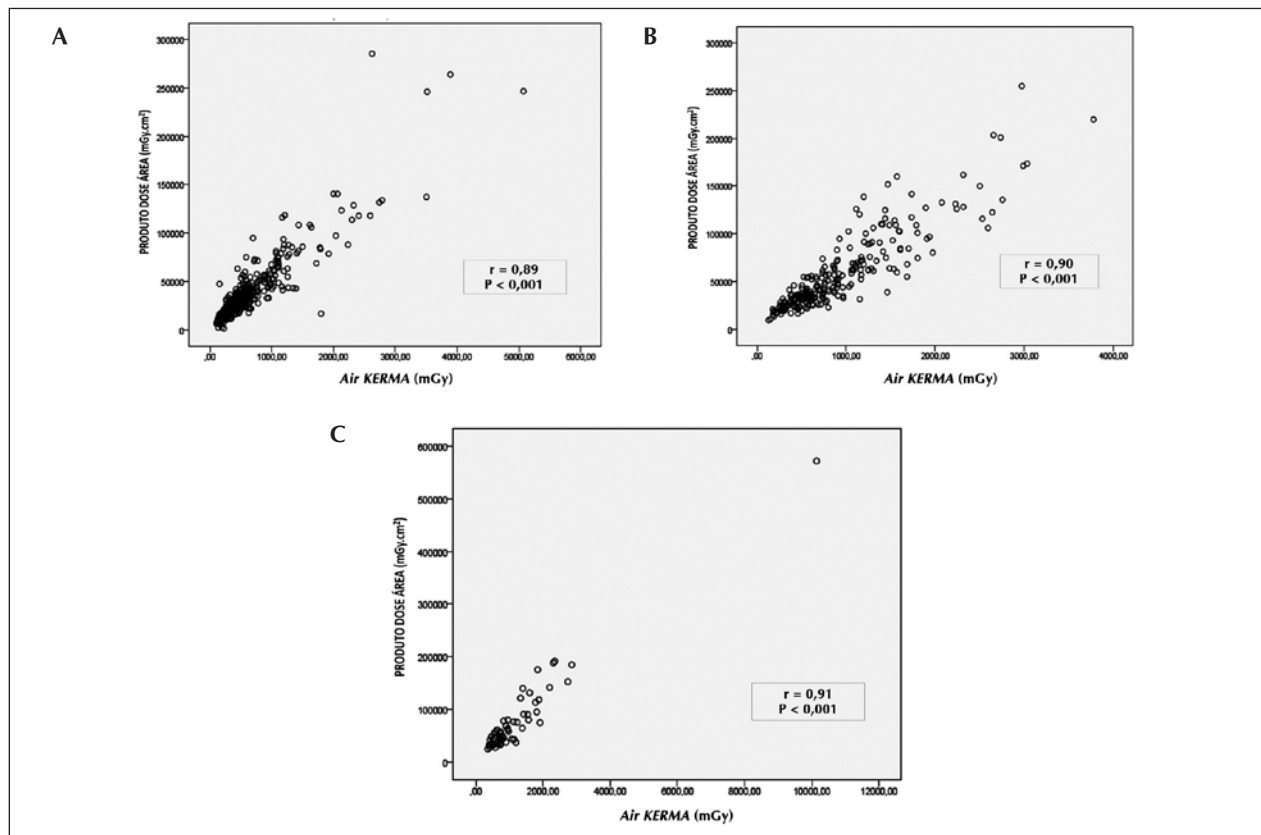 A
PRODUTO DOSE ÁREA (mGy.cm²)
300000
250000
200000
150000
100000
50000
0
r = 0,89
P < 0,001
,00 1000,00 2000,00 3000,00 4000,00 5000,00 6000,00
Air KERMA (mGy)
B
PRODUTO DOSE ÁREA (mGy.cm²)
300000
250000
200000
150000
100000
50000
0
r = 0,90
P < 0,001
,00 1000,00 2000,00 3000,00 4000,00
Air KERMA (mGy)
C
PRODUTO DOSE ÁREA (mGy.cm²)
600000
500000
400000
300000
200000
100000
0
r = 0,91
P < 0,001
,00 2000,00 4000,00 6000,00 8000,00 10000,00 12000,00
Air KERMA (mGy)